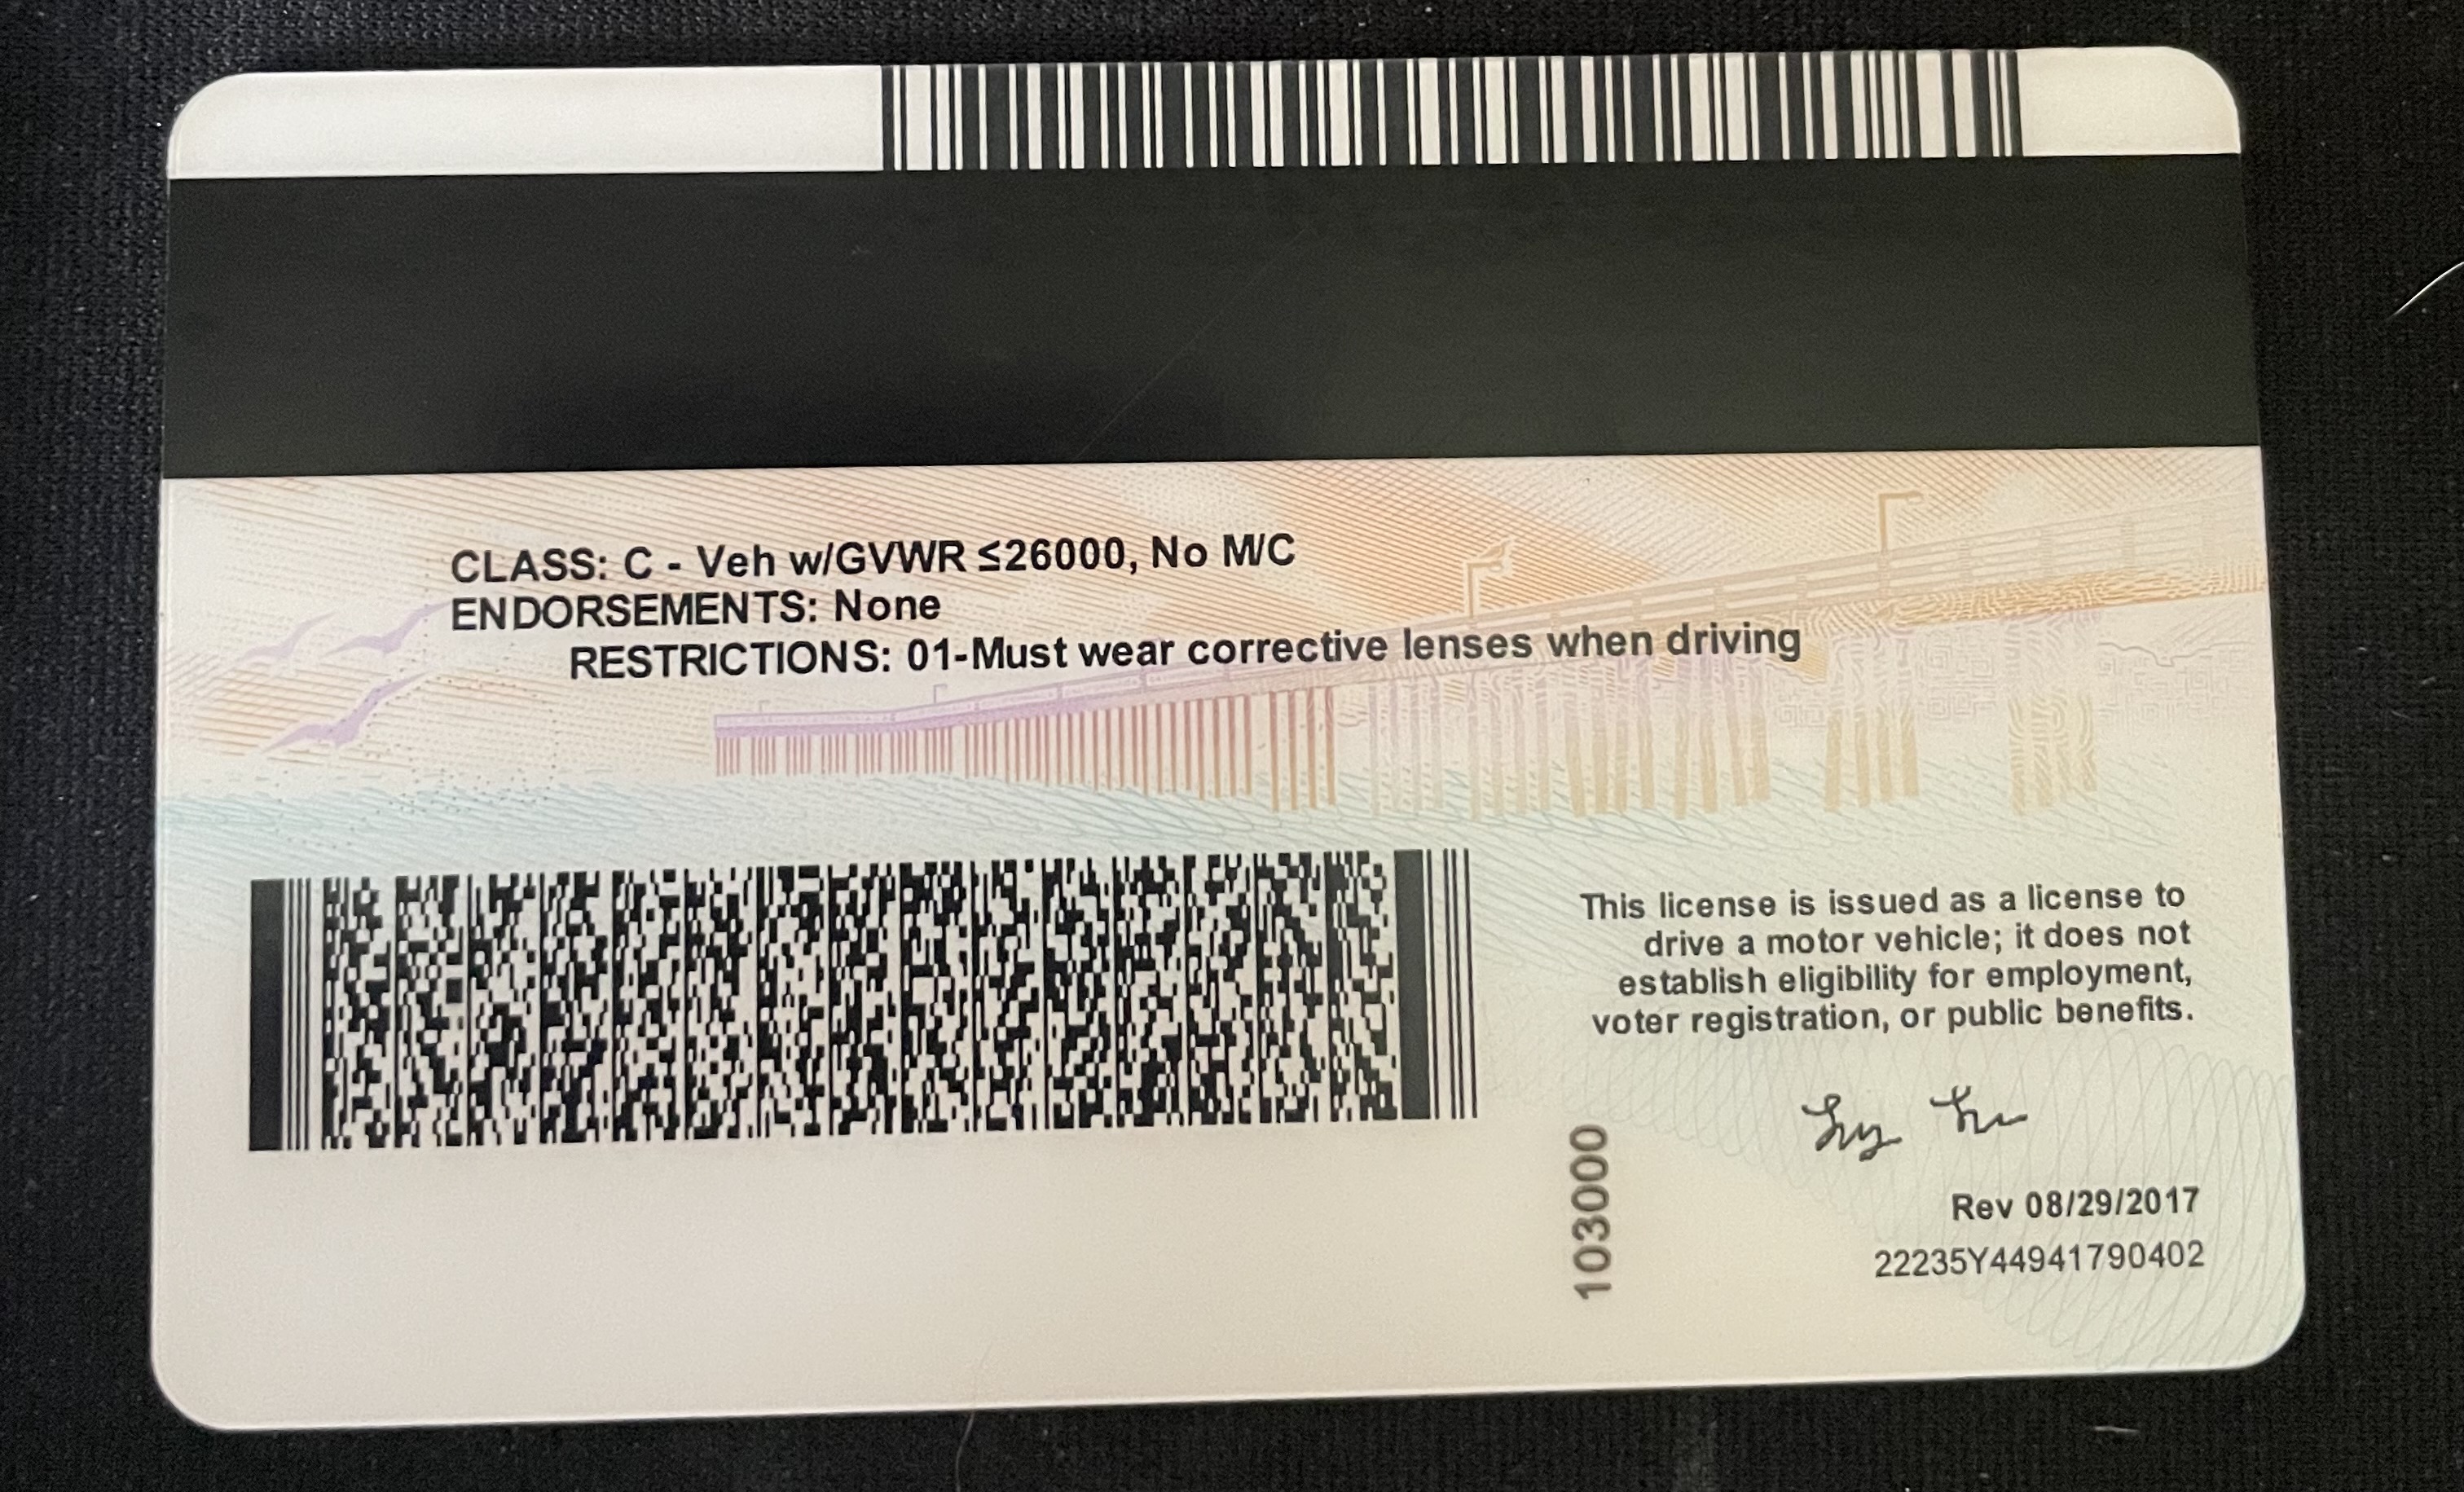 CLASS: C - Veh w/GVWR ≤26000, No M/C
ENDORSEMENTS: None
RESTRICTIONS: 01-Must wear corrective lenses when driving
This license is issued as a license to
drive a motor vehicle; it does not
establish eligibility for employment,
voter registration, or public benefits.
103000
Rev 08/29/2017
22235Y44941790402